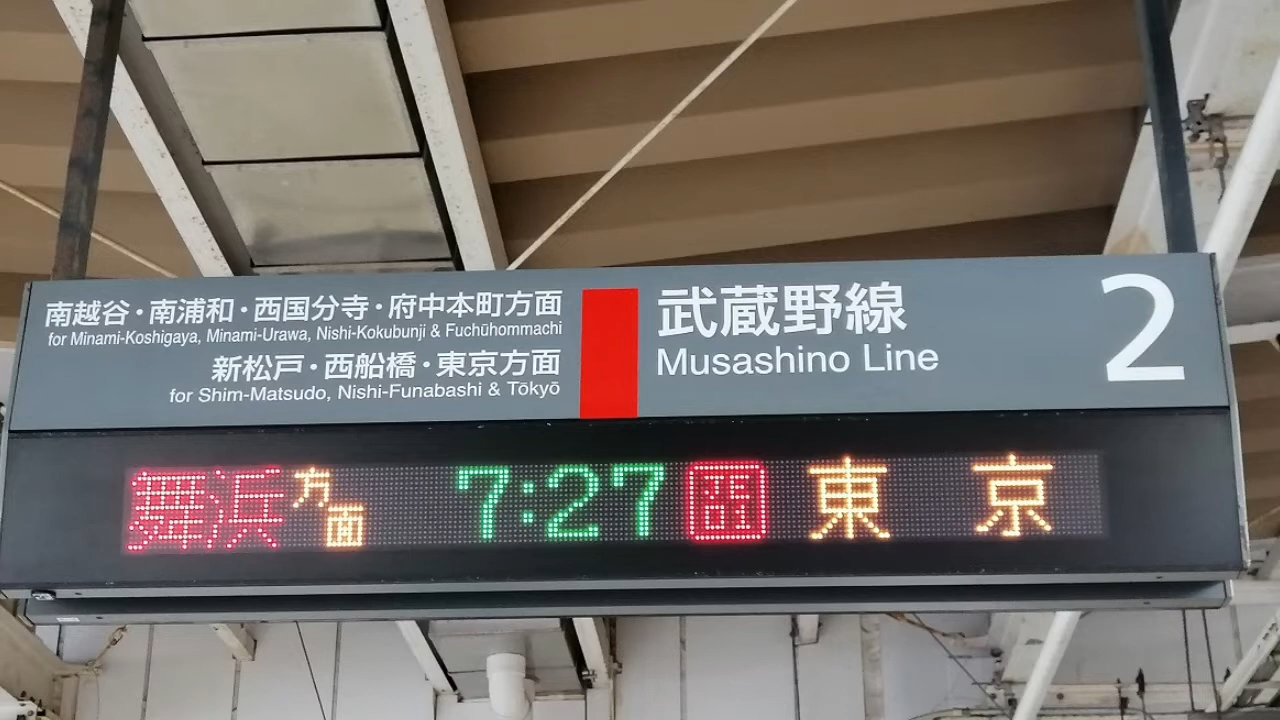 南越谷・南浦和・西国分寺・府中本町方面
for Minami-Koshigaya, Minami-Urawa, Nishi-Kokubunji & Fuchūhommachi
新松戸・西船橋・東京方面
for Shim-Matsudo, Nishi-Funabashi & Tōkyō
武蔵野線
Musashino Line
2
舞浜方面 7:27 東京